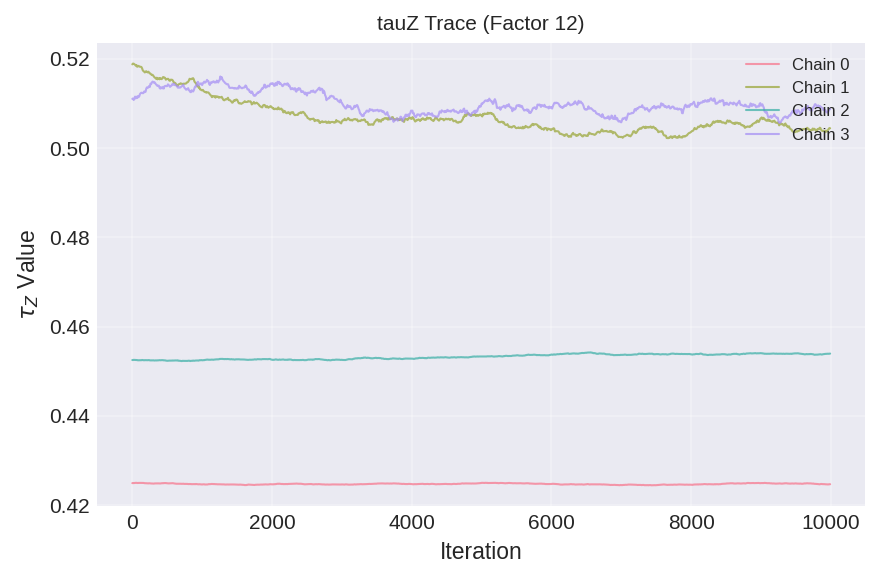 tauZ Trace (Factor 12)
Chain 0
Chain 1
Chain 2
Chain 3
0.52
0.50
0.48
0.46
0.44
0.42
τZ Value
0 2000 4000 6000 8000 10000
Iteration